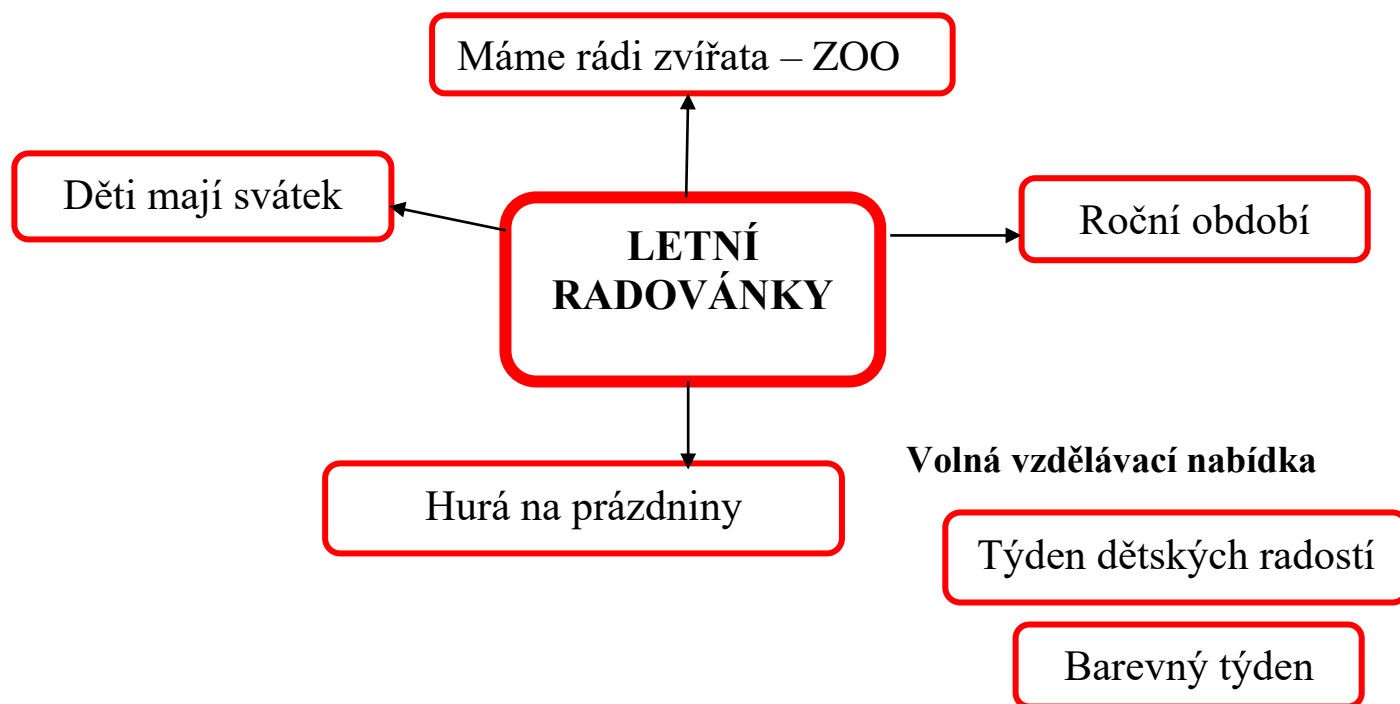 Máme rádi zvířata – ZOO
Děti mají svátek
LETNÍ
RADOVÁNKY
Roční období
Hurá na prázdniny
Volná vzdělávací nabídka
Týden dětských radostí
Barevný týden